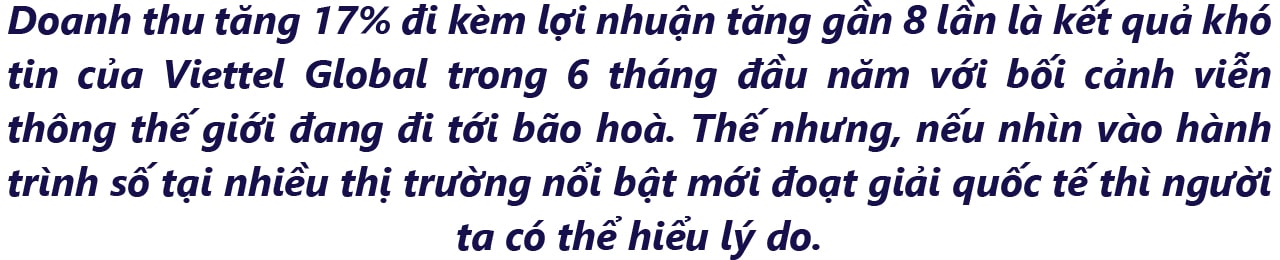 Doanh thu tăng 17% đi kèm lợi nhuận tăng gần 8 lần là kết quả khó
tin của Viettel Global trong 6 tháng đầu năm với bối cảnh viễn
thông thế giới đang đi tới bão hoà. Thế nhưng, nếu nhìn vào hành
trình số tại nhiều thị trường nổi bật mới đoạt giải quốc tế thì người
ta có thể hiểu lý do.